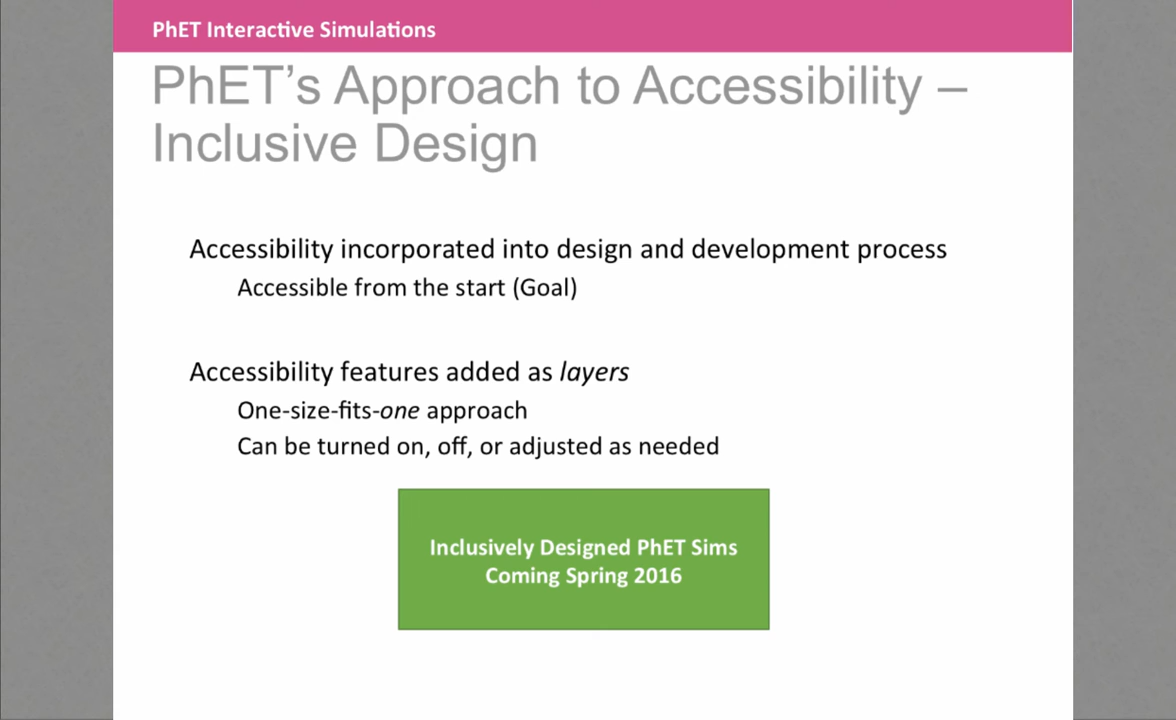 PhET Interactive Simulations
PhET’s Approach to Accessibility –
Inclusive Design
Accessibility incorporated into design and development process
Accessible from the start (Goal)
Accessibility features added as layers
One-size-fits-one approach
Can be turned on, off, or adjusted as needed
Inclusively Designed PhET Sims
Coming Spring 2016